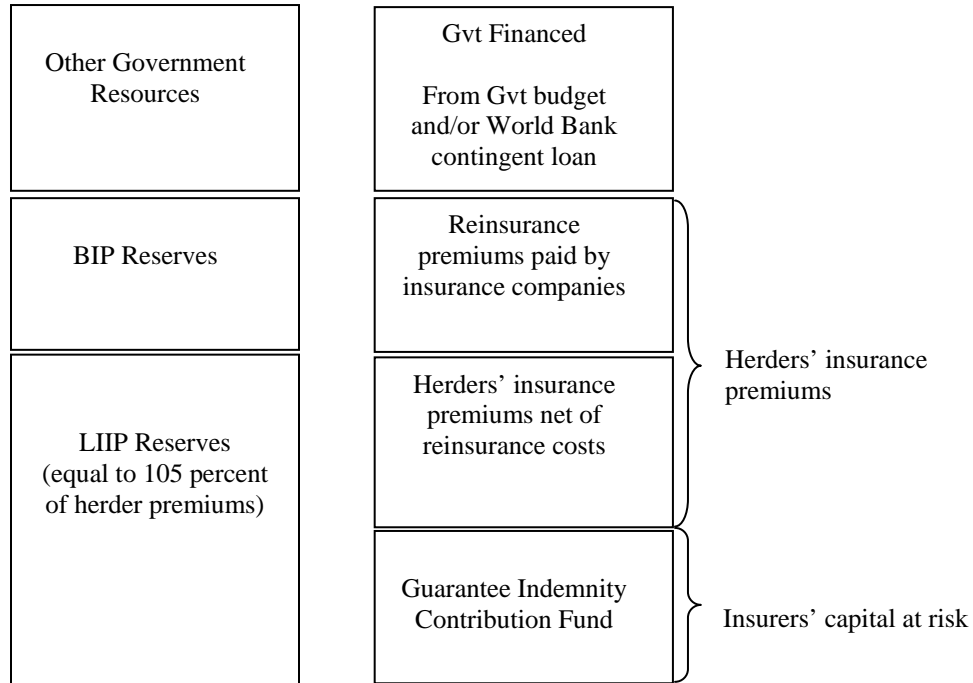 Other Government
Resources
Gvt Financed
From Gvt budget
and/or World Bank
contingent loan
BIP Reserves
Reinsurance
premiums paid by
insurance companies
LIIP Reserves
(equal to 105 percent
of herder premiums)
Herders’ insurance
premiums net of
reinsurance costs
Herders’ insurance
premiums
Guarantee Indemnity
Contribution Fund
Insurers’ capital at risk